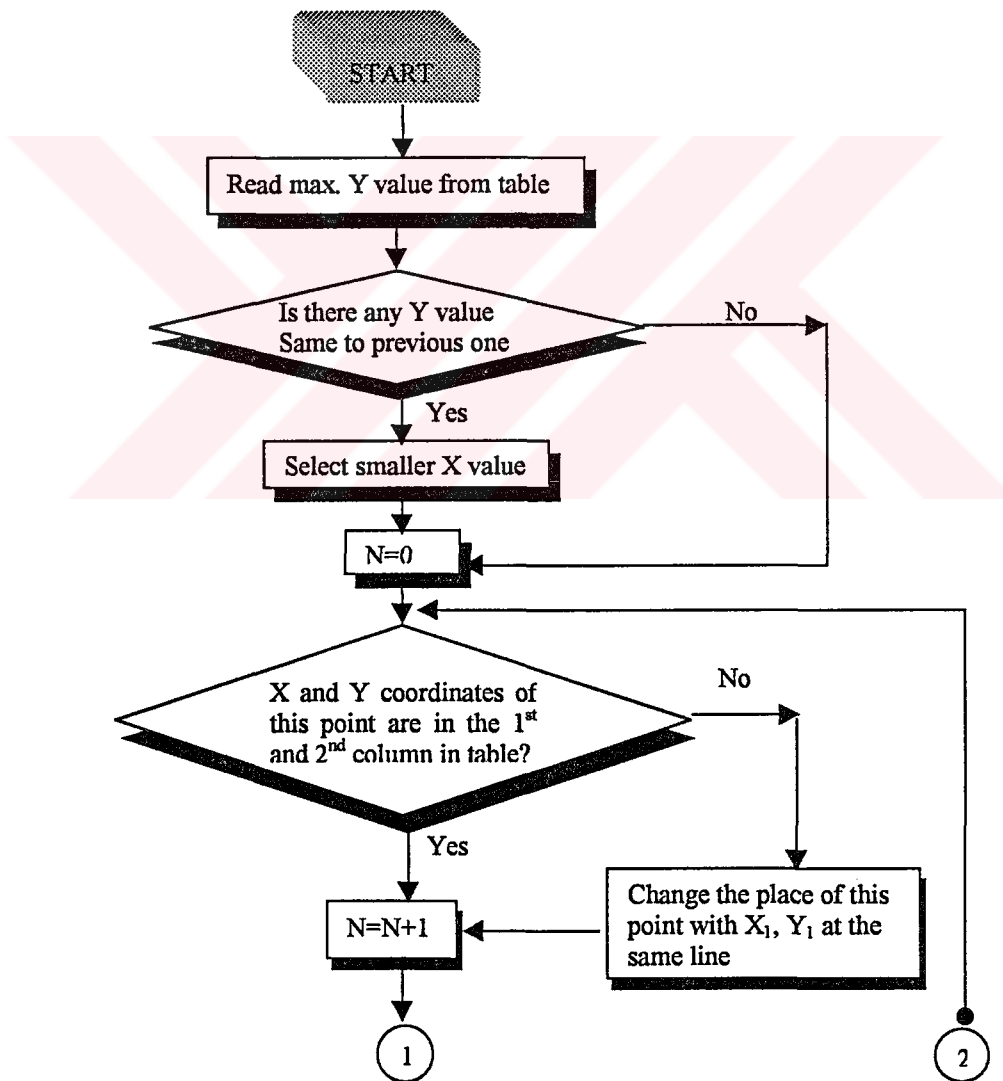 START
Read max. Y value from table
Is there any Y value
Same to previous one
No
Yes
Select smaller X value
N=0
X and Y coordinates of
this point are in the 1st
and 2nd column in table?
No
Yes
Change the place of this
point with X₁, Y₁ at the
same line
N=N+1
1
2